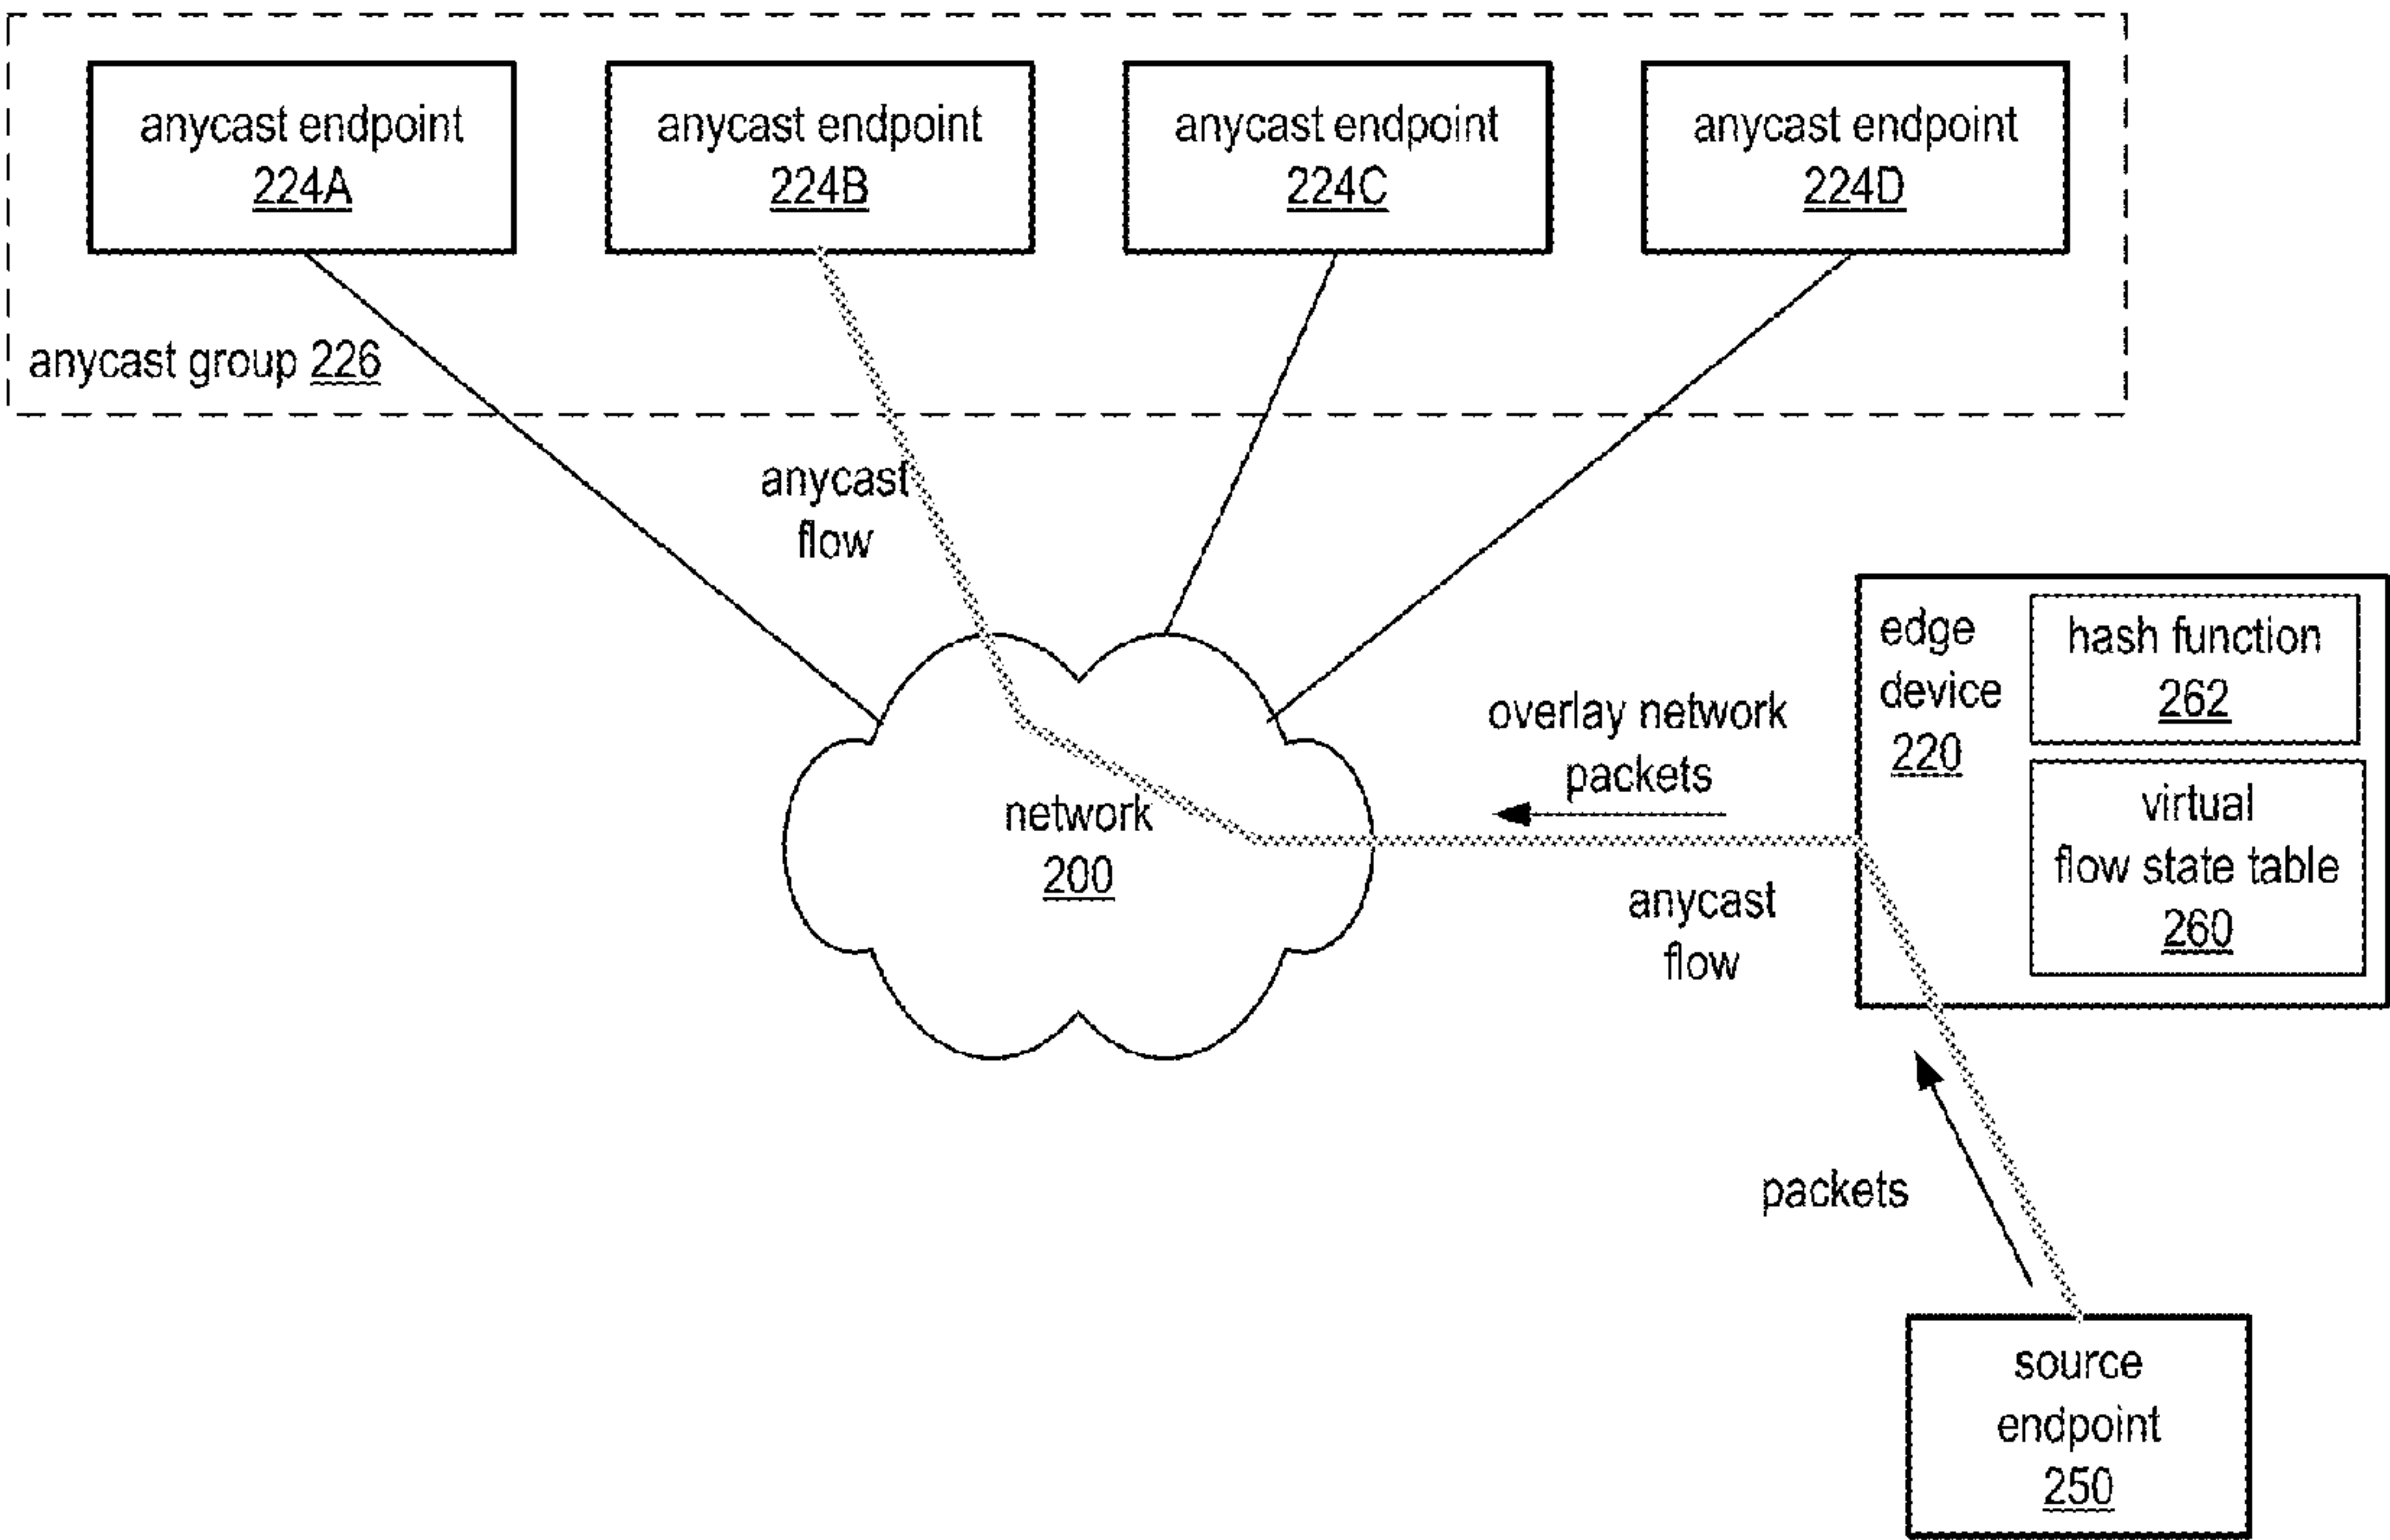 anycast endpoint
224A
anycast endpoint
224B
anycast endpoint
224C
anycast endpoint
224D
anycast group 226
anycast
flow
edge
device
220
hash function
262
virtual
flow state table
260
overlay network
packets
network
200
anycast
flow
packets
source
endpoint
250